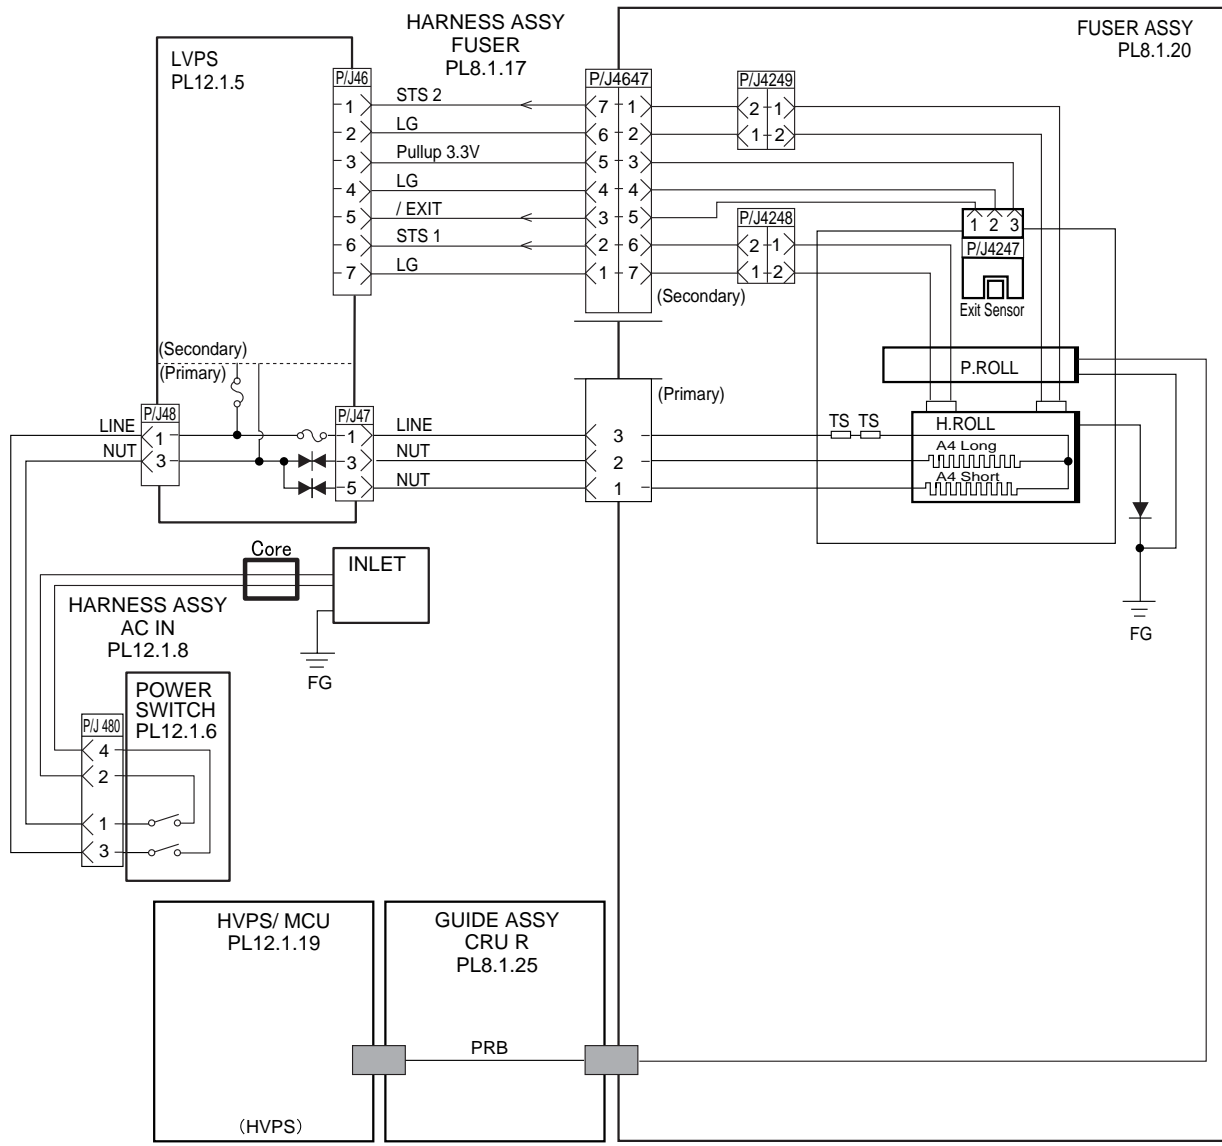 HARNESS ASSY
FUSER
PL8.1.17
FUSER ASSY
PL8.1.20
LVPS
PL12.1.5
P/J46
1
2
3
4
5
6
7
STS 2
LG
Pullup 3.3V
LG
/ EXIT
STS 1
LG
P/J4647
7 1
6 2
5 3
4 4
3 5
2 6
1 7
(Secondary)
P/J4249
2 1
1 2
P/J4248
2 1
1 2
1 2 3
P/J4247
Exit Sensor
(Secondary)
(Primary)
(Primary)
P.ROLL
LINE
NUT
P/J48
1
3
P/J47
1
3
5
LINE
NUT
NUT
3
2
1
TS TS
H.ROLL
A4 Long
A4 Short
FG
Core
INLET
FG
HARNESS ASSY
AC IN
PL12.1.8
POWER
SWITCH
PL12.1.6
P/J 480
4
2
1
3
HVPS/ MCU
PL12.1.19
(HVPS)
GUIDE ASSY
CRU R
PL8.1.25
PRB